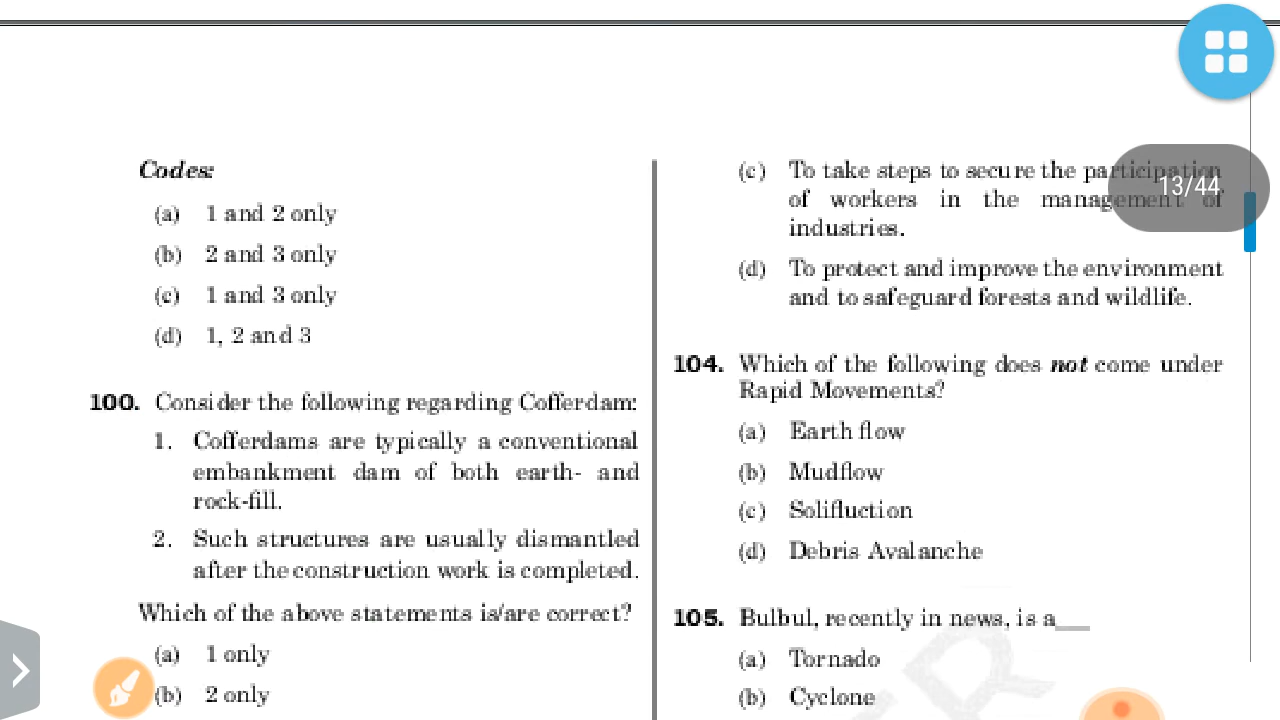 Codes:
(a) 1 and 2 only
(b) 2 and 3 only
(c) 1 and 3 only
(d) 1, 2 and 3
100. Consider the following regarding Cofferdam:
1. Cofferdams are typically a conventional
embankment dam of both earth- and
rock-fill.
2. Such structures are usually dismantled
after the construction work is completed.
Which of the above statements is/are correct?
(a) 1 only
(b) 2 only
(c) To take steps to secure the participation
of workers in the management of
industries.
(d) To protect and improve the environment
and to safeguard forests and wildlife.
104. Which of the following does not come under
Rapid Movements?
(a) Earth flow
(b) Mudflow
(c) Solifluction
(d) Debris Avalanche
105. Bulbul, recently in news, is a___
(a) Tornado
(b) Cyclone
13/44